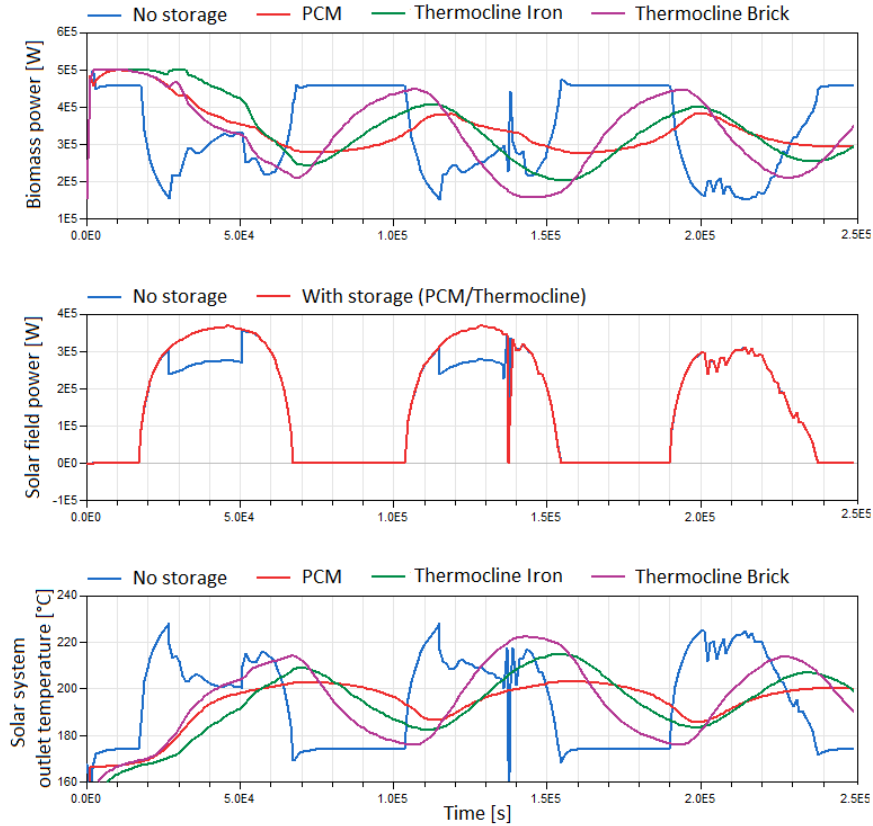 No storage PCM Thermocline Iron Thermocline Brick
Biomass power [W]
6E5
5E5
4E5
3E5
2E5
1E5
0.0E0 5.0E4 1.0E5 1.5E5 2.0E5 2.5E5
No storage With storage (PCM/Thermocline)
Solar field power [W]
4E5
3E5
2E5
1E5
0E0
-1E5
0.0E0 5.0E4 1.0E5 1.5E5 2.0E5 2.5E5
No storage PCM Thermocline Iron Thermocline Brick
Solar system
outlet temperature [°C]
240
220
200
180
160
0.0E0 5.0E4 1.0E5 1.5E5 2.0E5 2.5E5
Time [s]